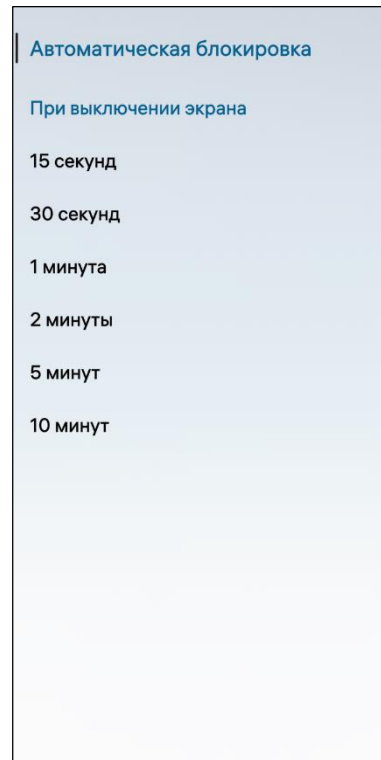 Автоматическая блокировка
При выключении экрана
15 секунд
30 секунд
1 минута
2 минуты
5 минут
10 минут